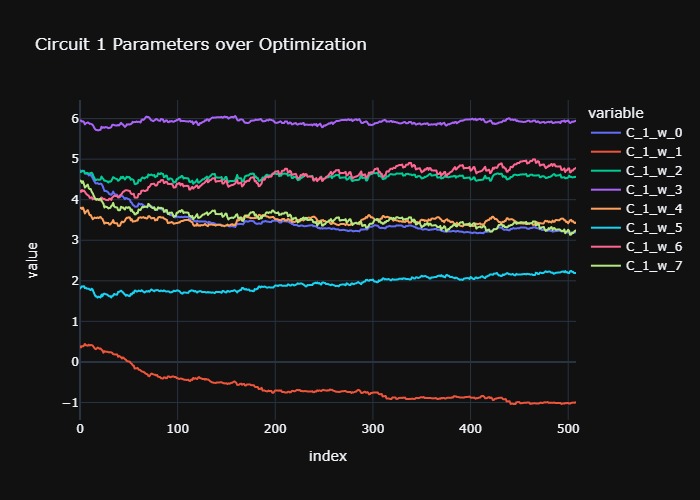 Circuit 1 Parameters over Optimization
variable
C_1_w_0
C_1_w_1
C_1_w_2
C_1_w_3
C_1_w_4
C_1_w_5
C_1_w_6
C_1_w_7
value
6
5
4
3
2
1
0
−1
0 100 200 300 400 500
index